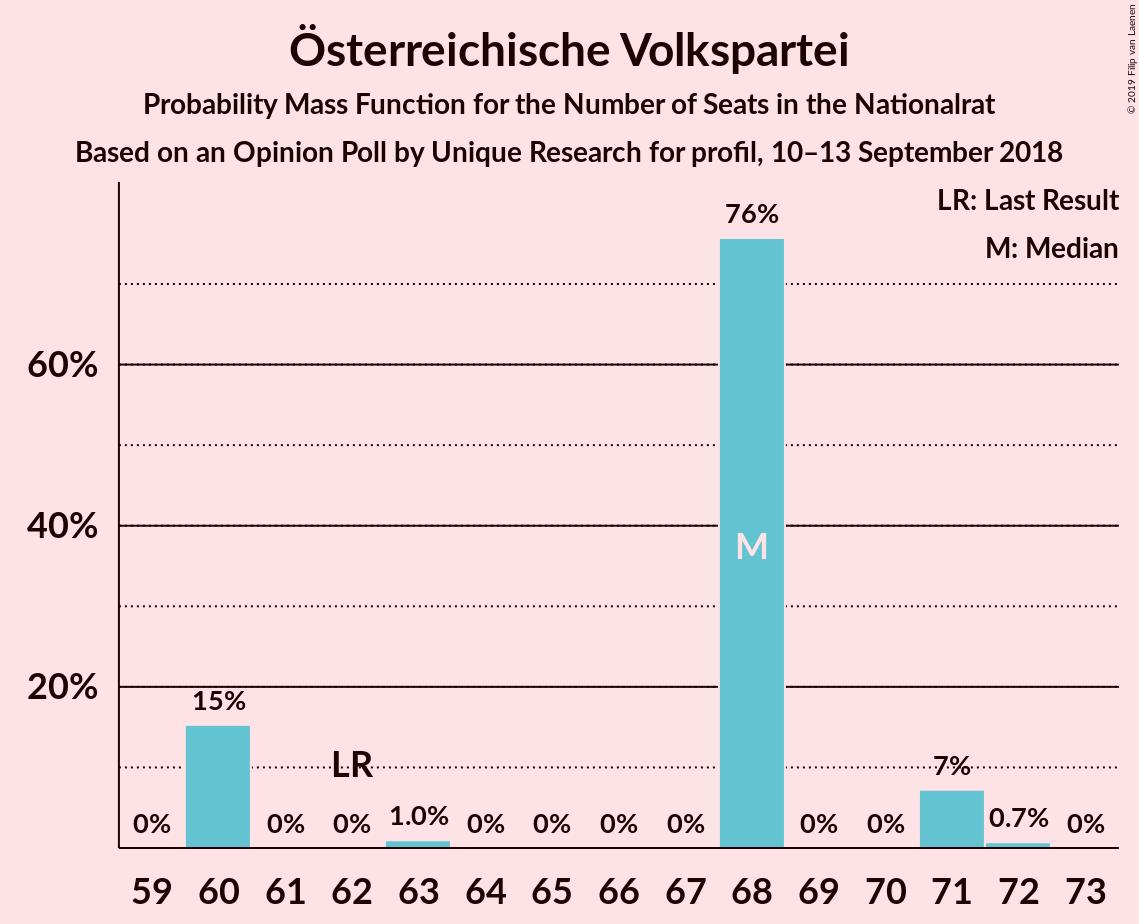 Österreichische Volkspartei
Probability Mass Function for the Number of Seats in the Nationalrat
Based on an Opinion Poll by Unique Research for profil, 10–13 September 2018
© 2019 Filip van Laenen
LR: Last Result
M: Median
76%
60%
40%
M
20%
15%
LR
7%
0% 0% 0% 1.0% 0% 0% 0% 0% 0% 0% 0.7% 0%
59 60 61 62 63 64 65 66 67 68 69 70 71 72 73